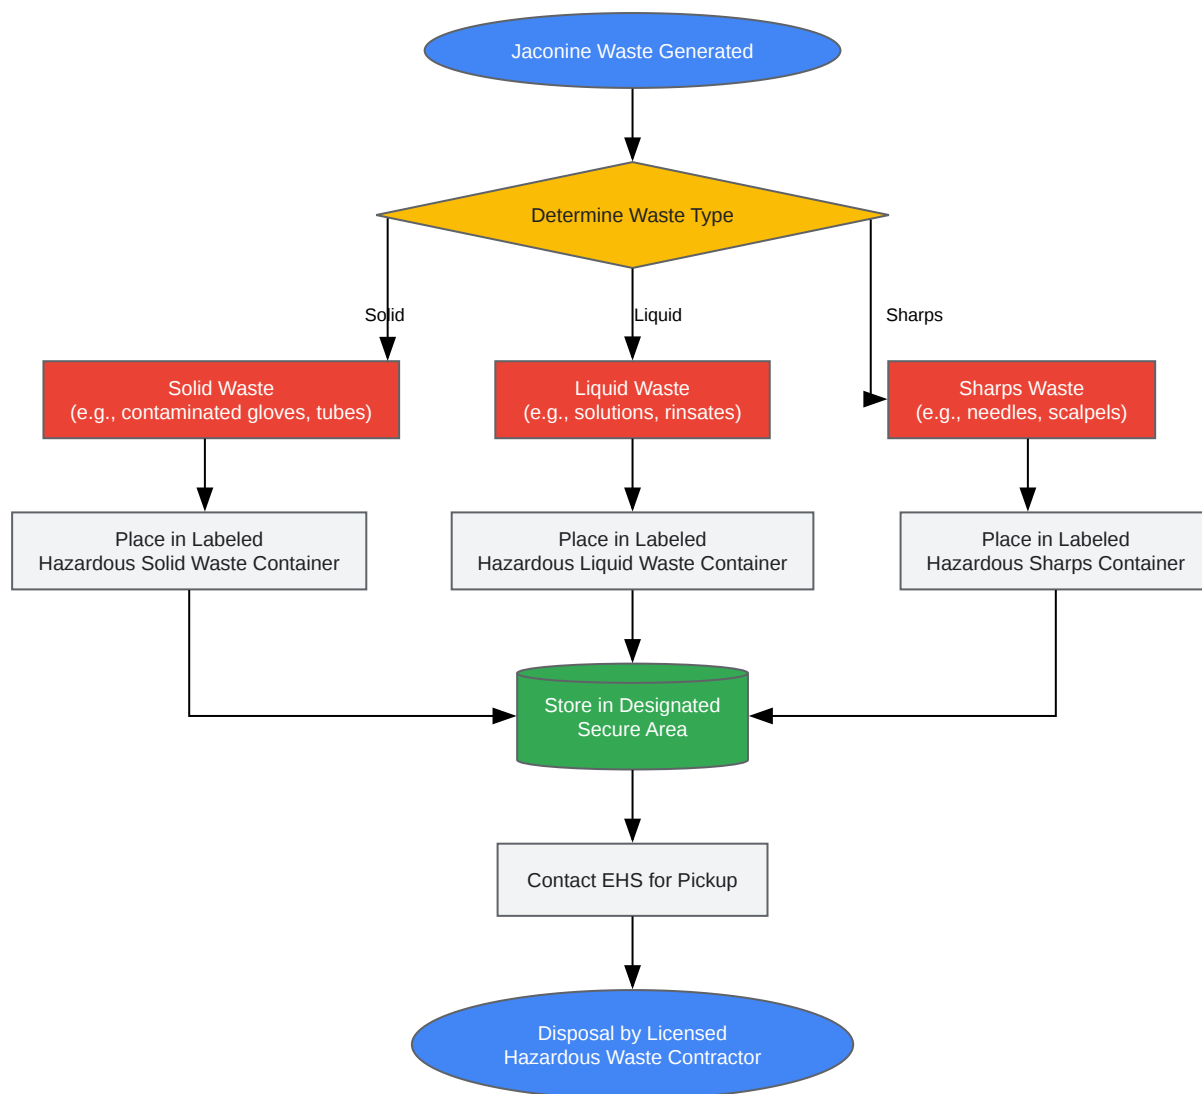 Jaconine Waste Generated
Determine Waste Type
Solid
Liquid
Sharps
Solid Waste
(e.g., contaminated gloves, tubes)
Liquid Waste
(e.g., solutions, rinsates)
Sharps Waste
(e.g., needles, scalpels)
Place in Labeled
Hazardous Solid Waste Container
Place in Labeled
Hazardous Liquid Waste Container
Place in Labeled
Hazardous Sharps Container
Store in Designated
Secure Area
Contact EHS for Pickup
Disposal by Licensed
Hazardous Waste Contractor